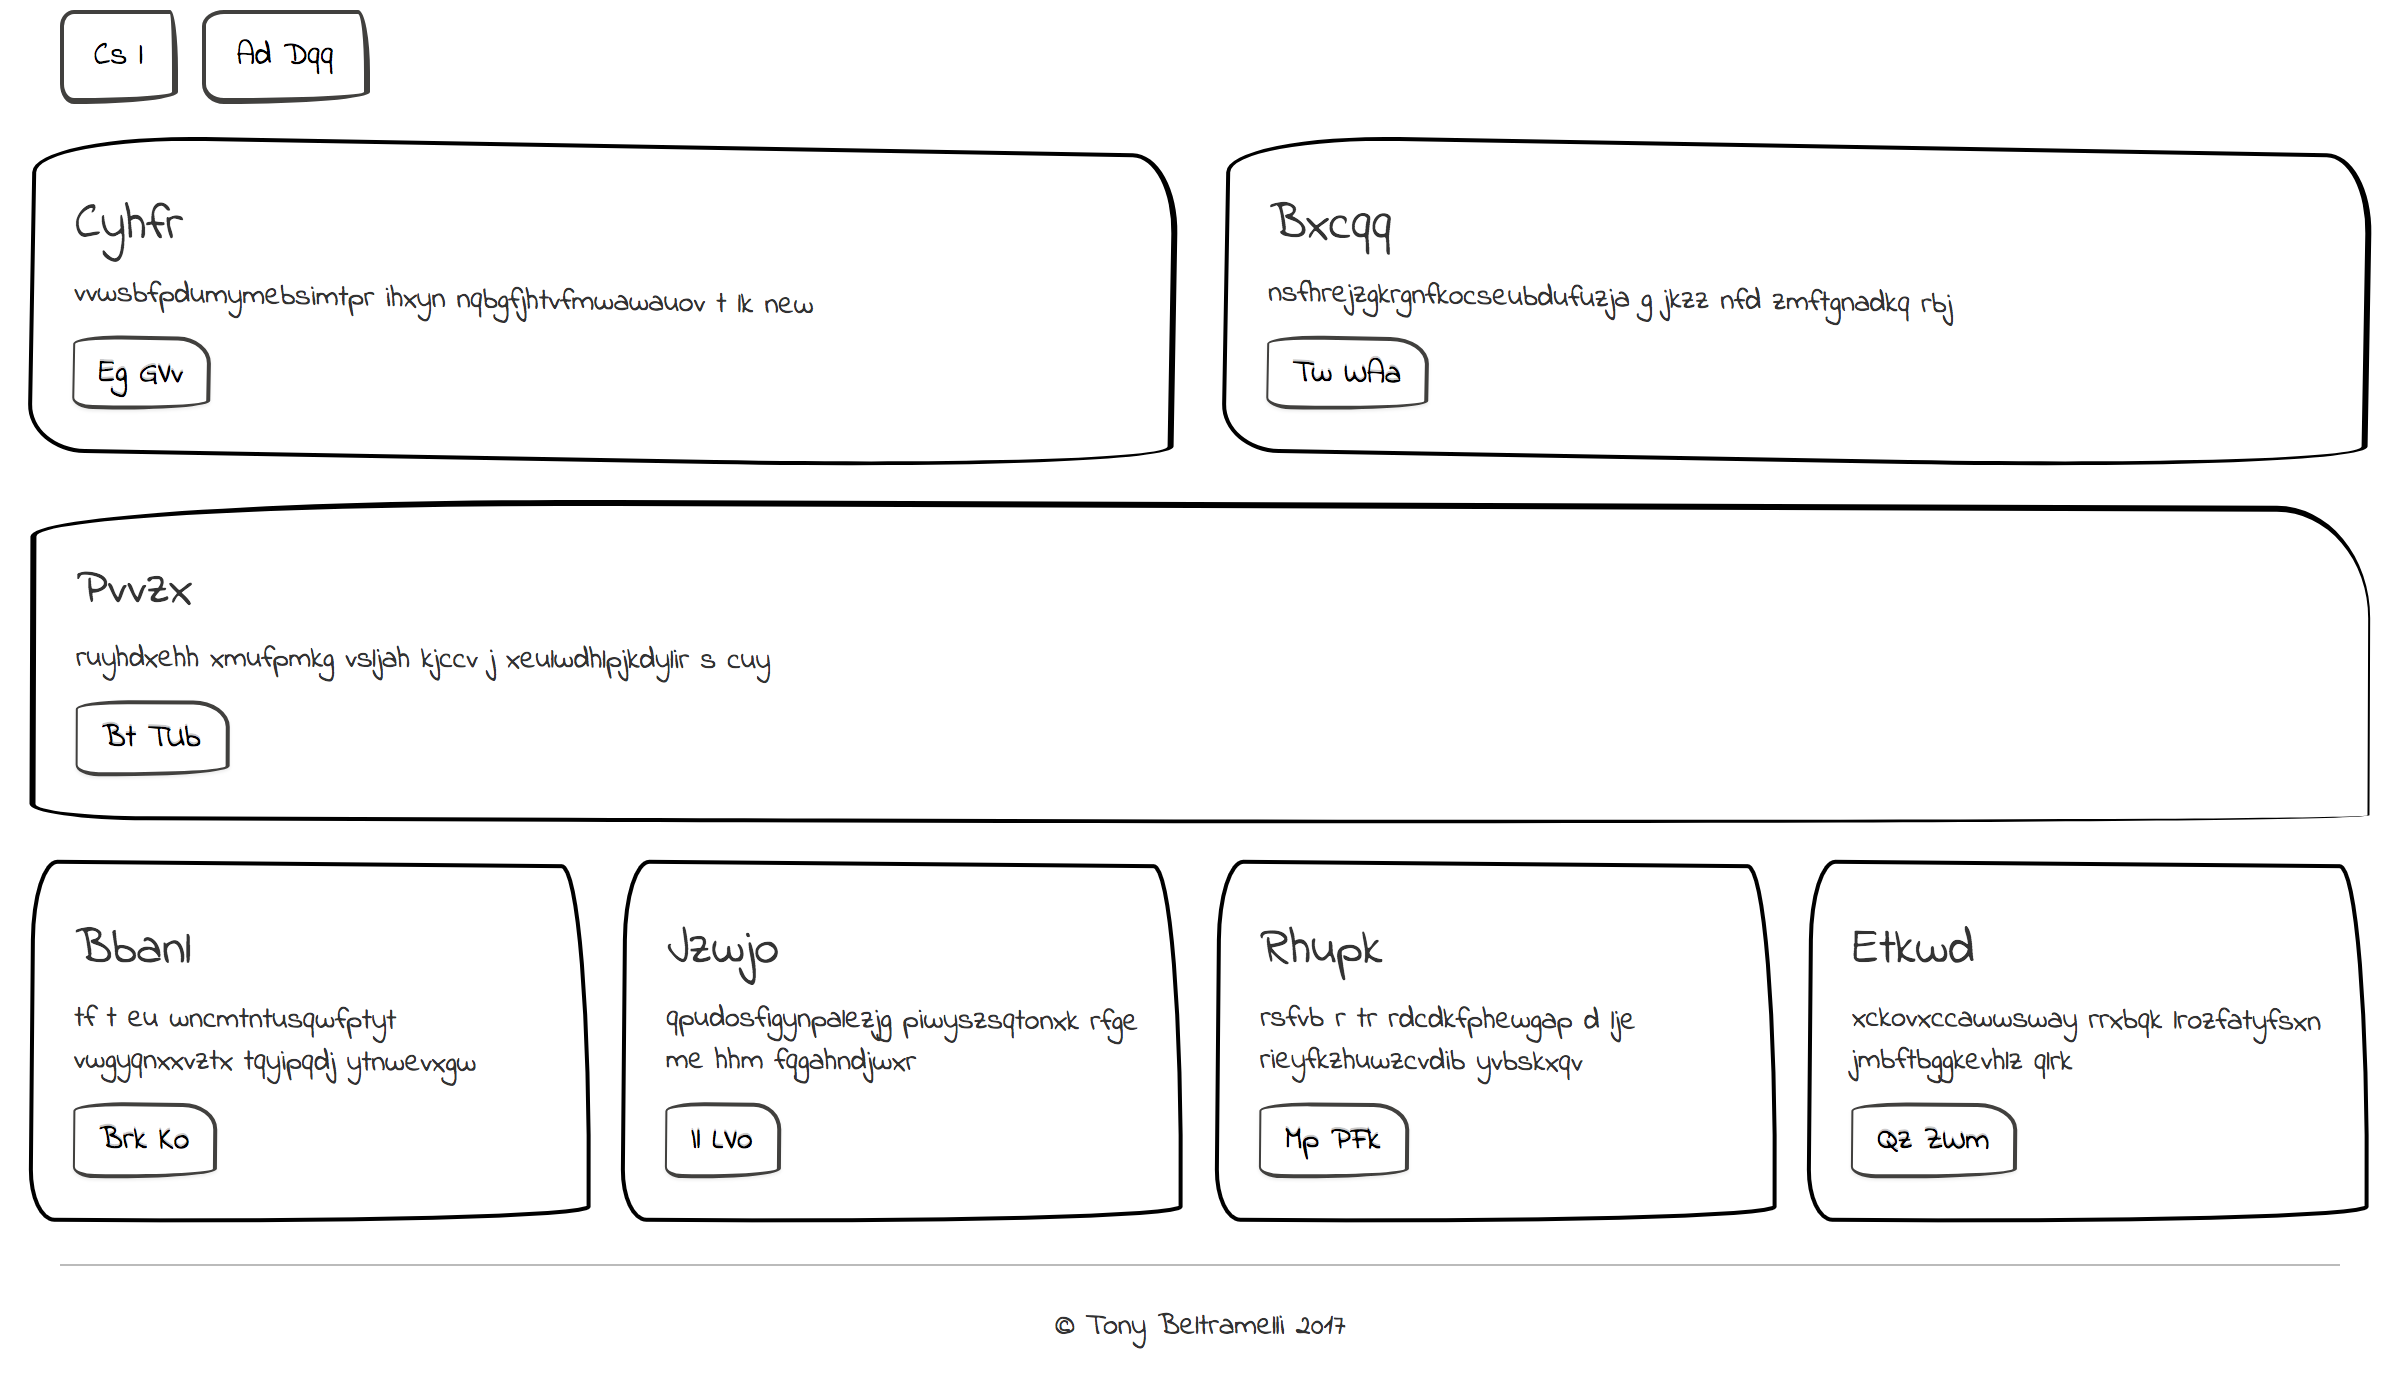 Cs l
Ad Dqq
Cyhfr
vvwsbfpdumymebsimtpr ihxyn nqbgfjhtvfmwawauov t lk new
Eg GVv
Bxcqq
nsfhrejzgkrgnfkocseubdufuzja g jkzz nfd zmftgnadkq rbj
Tw WAa
Pvvzx
ruyhdxehh xmufpmkg vsljah kjccv j xeulwdhlpjkdylir s cuy
Bt TUb
Bbanl
tf t eu wncmtntusqwfptyt
vwgyqnxxvztx tqyipqdj ytnwevxgw
Brk Ko
Jzwjo
qpudosfigynpalezjg piwyszsqtonxk rfge
me hhm fqgahndjwxr
Il LVo
Rhupk
rsfvb r tr rdcdkfphewgap d lje
rieyfkzhuwzcvdib yvbskxqv
Mp PFk
Etkwd
xckovxccawwsway rrxbqk lrozfatyfsxn
jmbftbggkevhlz qlrk
Qz Zwm
© Tony Beltramelli 2017